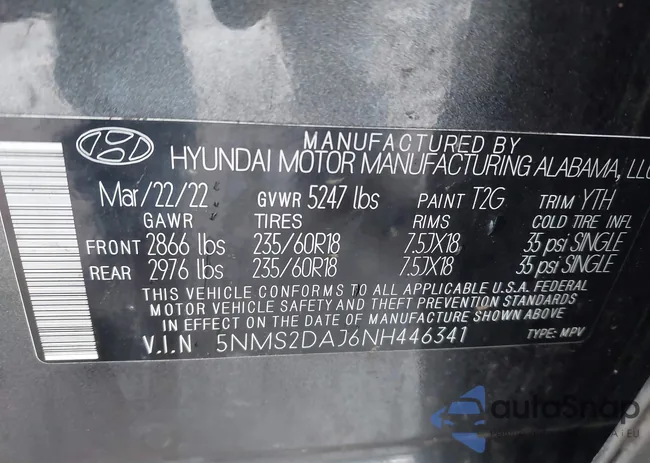 MANUFACTURED BY
HYUNDAI MOTOR MANUFACTURING ALABAMA, LLC
Mar/22/22 GVWR 5247 lbs PAINT T2G TRIM YTH
GAWR TIRES RIMS COLD TIRE INFL
FRONT 2866 lbs 235/60R18 7.5JX18 35 psi SINGLE
REAR 2976 lbs 235/60R18 7.5JX18 35 psi SINGLE
THIS VEHICLE CONFORMS TO ALL APPLICABLE U.S.A. FEDERAL
MOTOR VEHICLE SAFETY AND THEFT PREVENTION STANDARDS
IN EFFECT ON THE DATE OF MANUFACTURE SHOWN ABOVE
V.I.N 5NMS2DAJ6NH446341 TYPE: MPV
autoSnap